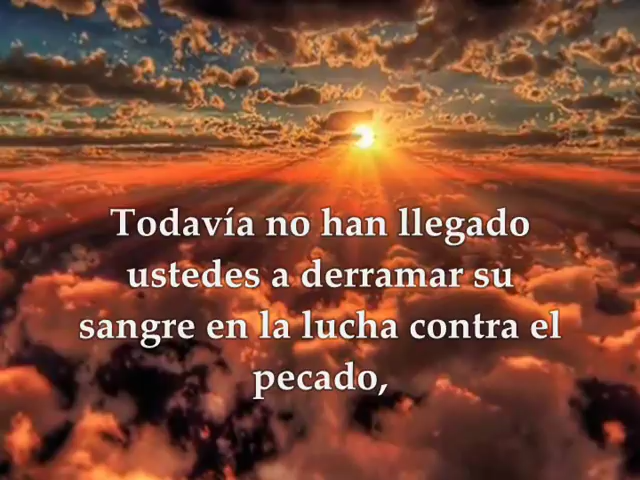 Todavía no han llegado
ustedes a derramar su
sangre en la lucha contra el
pecado,